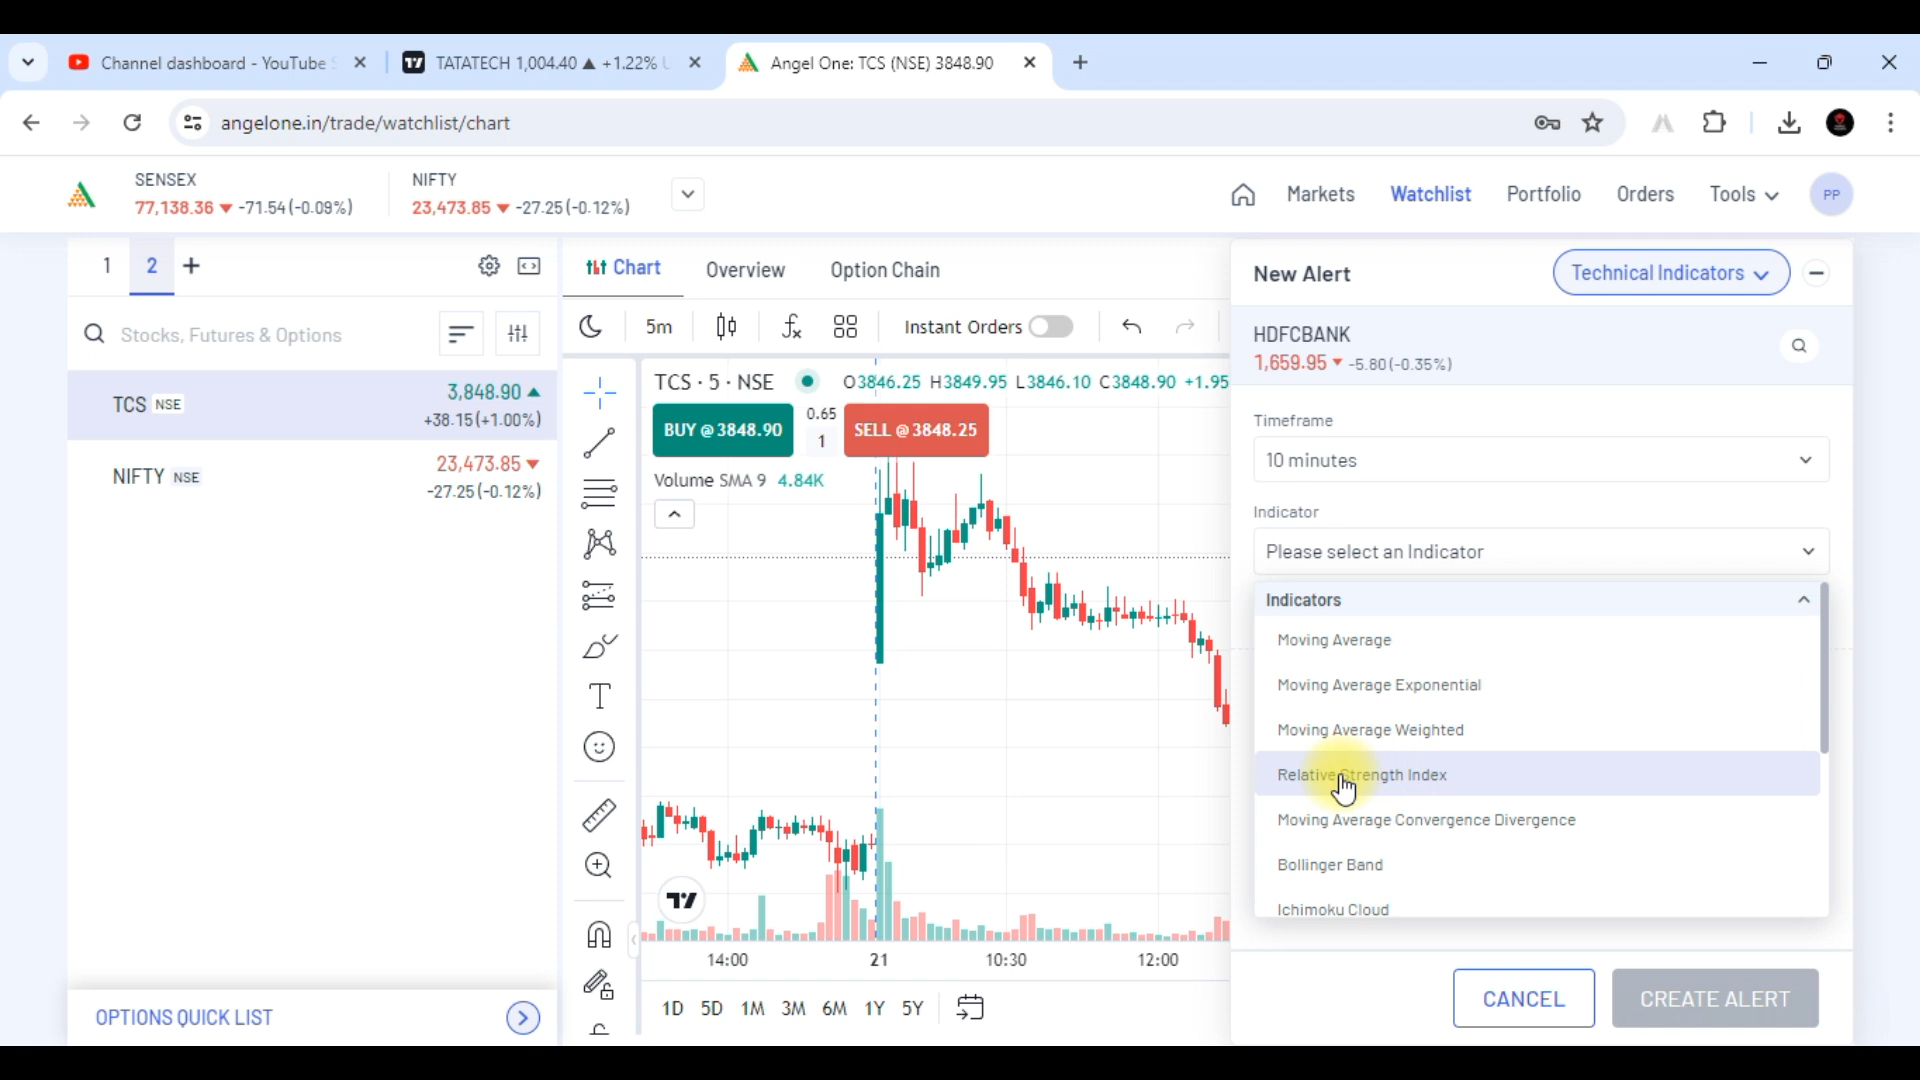 Channel dashboard - YouTube S
TATATECH 1,004.40 ▲ +1.22% U
Angel One: TCS (NSE) 3848.90
angelone.in/trade/watchlist/chart
SENSEX
77,138.36 ▼ -71.54 (-0.09%)
NIFTY
23,473.85 ▼ -27.25 (-0.12%)
Markets
Watchlist
Portfolio
Orders
Tools
PP
1
2
Stocks, Futures & Options
TCS NSE
3,848.90 ▲
+38.15 (+1.00%)
NIFTY NSE
23,473.85 ▼
-27.25 (-0.12%)
OPTIONS QUICK LIST
Chart
Overview
Option Chain
5m
Instant Orders
TCS · 5 · NSE
O3846.25 H3849.95 L3846.10 C3848.90 +1.95
BUY @ 3848.90
0.65
1
SELL @ 3848.25
Volume SMA 9 4.84K
14:00
21
10:30
12:00
1D 5D 1M 3M 6M 1Y 5Y
New Alert
Technical Indicators
HDFCBANK
1,659.95 ▼ -5.80 (-0.35%)
Timeframe
10 minutes
Indicator
Please select an Indicator
Indicators
Moving Average
Moving Average Exponential
Moving Average Weighted
Relative Strength Index
Moving Average Convergence Divergence
Bollinger Band
Ichimoku Cloud
CANCEL
CREATE ALERT